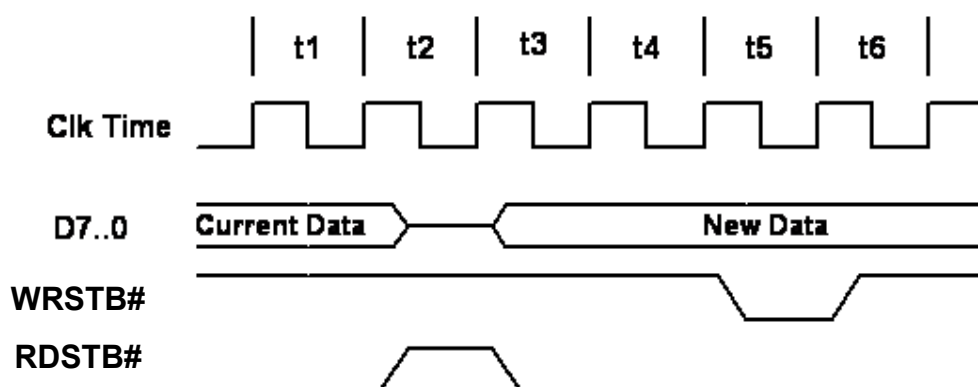 t1 t2 t3 t4 t5 t6
Clk Time
D7..0 Current Data New Data
WRSTB#
RDSTB#